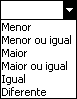 Menor
Menor ou igual
Maior
Maior ou igual
Igual
Diferente